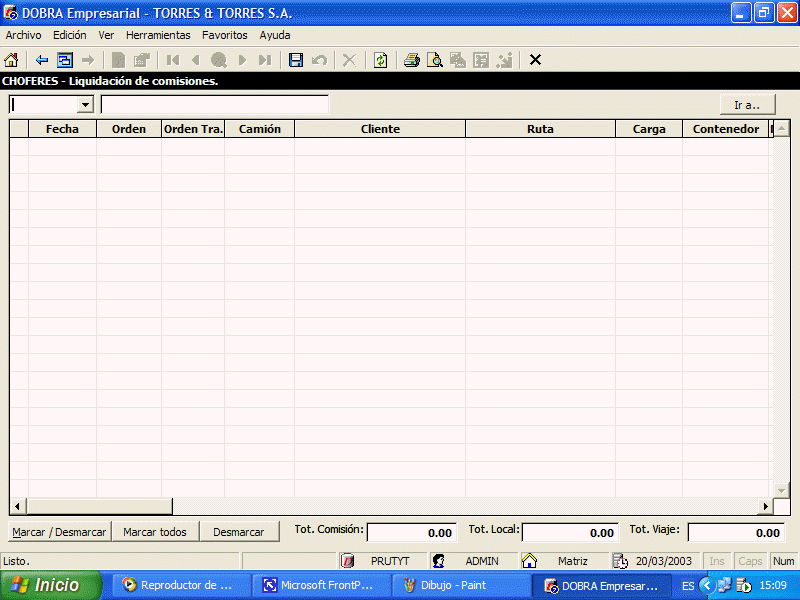 DOBRA Empresarial - TORRES & TORRES S.A.
Archivo Edición Ver Herramientas Favoritos Ayuda
CHOFERES - Liquidación de comisiones.
Ir a..
Fecha Orden Orden Tra. Camión Cliente Ruta Carga Contenedor
Marcar / Desmarcar Marcar todos Desmarcar Tot. Comisión: 0.00 Tot. Local: 0.00 Tot. Viaje: 0.00
Listo. PRUTYT ADMIN Matriz 20/03/2003 Ins Caps Num
Inicio Reproductor de ... Microsoft FrontP... Dibujo - Paint DOBRA Empresar... ES 15:09